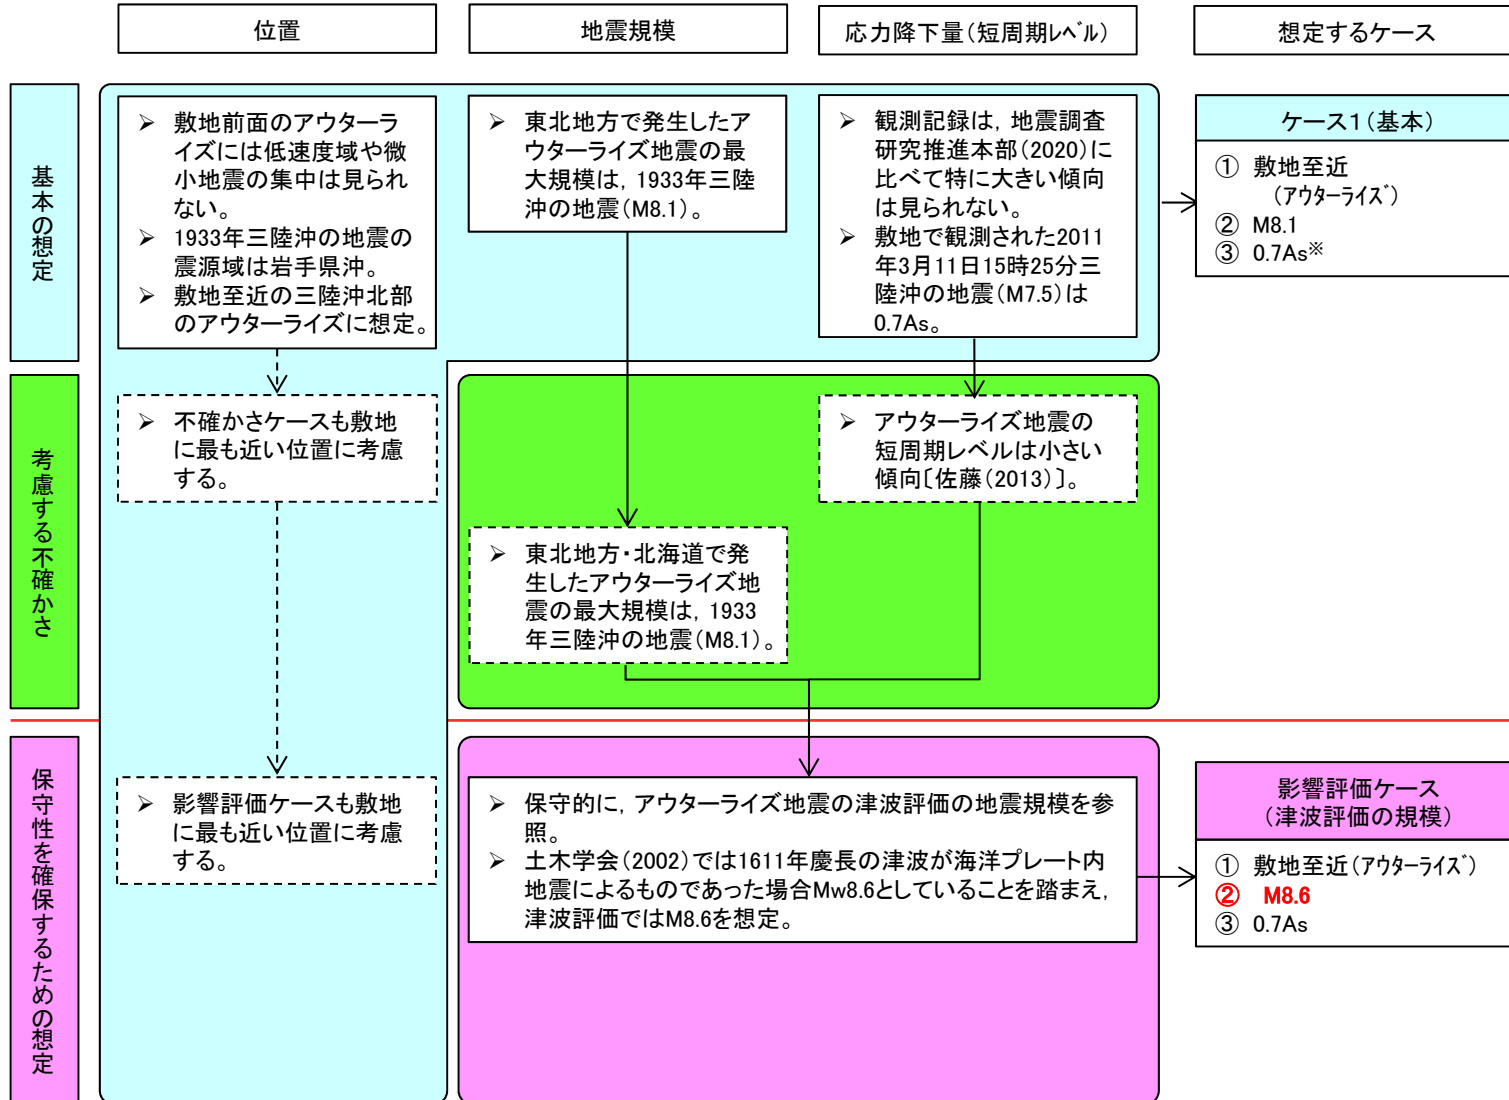 位置
地震規模
応力降下量(短周期レベル)
想定するケース
基本の想定
➢ 敷地前面のアウターラ
イズには低速度域や微
小地震の集中は見られ
ない。
➢ 1933年三陸沖の地震の
震源域は岩手県沖。
➢ 敷地至近の三陸沖北部
のアウターライズに想定。
➢ 東北地方で発生したア
ウターライズ地震の最
大規模は，1933年三陸
沖の地震(M8.1)。
➢ 観測記録は，地震調査
研究推進本部(2020)に
比べて特に大きい傾向
は見られない。
➢ 敷地で観測された2011
年3月11日15時25分三
陸沖の地震(M7.5)は
0.7As。
ケース1(基本)
① 敷地至近
(アウターライズ)
② M8.1
③ 0.7As※
考慮する不確かさ
➢ 不確かさケースも敷地
に最も近い位置に考慮
する。
➢ アウターライズ地震の
短周期レベルは小さい
傾向〔佐藤(2013)〕。
➢ 東北地方・北海道で発
生したアウターライズ地
震の最大規模は，1933
年三陸沖の地震(M8.1)。
保守性を確保するための想定
➢ 影響評価ケースも敷地
に最も近い位置に考慮
する。
➢ 保守的に，アウターライズ地震の津波評価の地震規模を参
照。
➢ 土木学会(2002)では1611年慶長の津波が海洋プレート内
地震によるものであった場合Mw8.6としていることを踏まえ，
津波評価ではM8.6を想定。
影響評価ケース
(津波評価の規模)
① 敷地至近(アウターライズ)
② M8.6
③ 0.7As